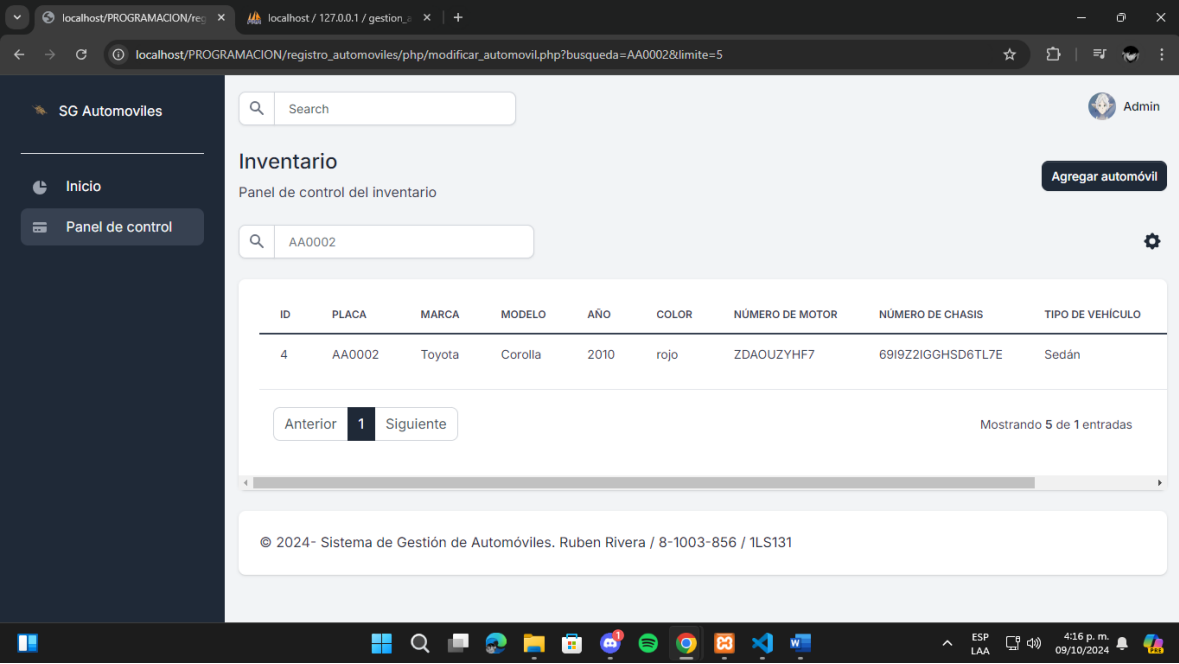 localhost/PROGRAMACION/reg
localhost / 127.0.0.1 / gestion_a
localhost/PROGRAMACION/registro_automoviles/php/modificar_automovil.php?busqueda=AA0002&limite=5
SG Automoviles
Search
Admin
Inicio
Panel de control
Inventario
Panel de control del inventario
Agregar automóvil
AA0002
ID PLACA MARCA MODELO AÑO COLOR NÚMERO DE MOTOR NÚMERO DE CHASIS TIPO DE VEHÍCULO
4 AA0002 Toyota Corolla 2010 rojo ZDAOUZYHF7 69I9Z2IGGHSD6TL7E Sedán
Anterior 1 Siguiente
Mostrando 5 de 1 entradas
© 2024- Sistema de Gestión de Automóviles. Ruben Rivera / 8-1003-856 / 1LS131
1
ESP
LAA
4:16 p. m.
09/10/2024
PRE